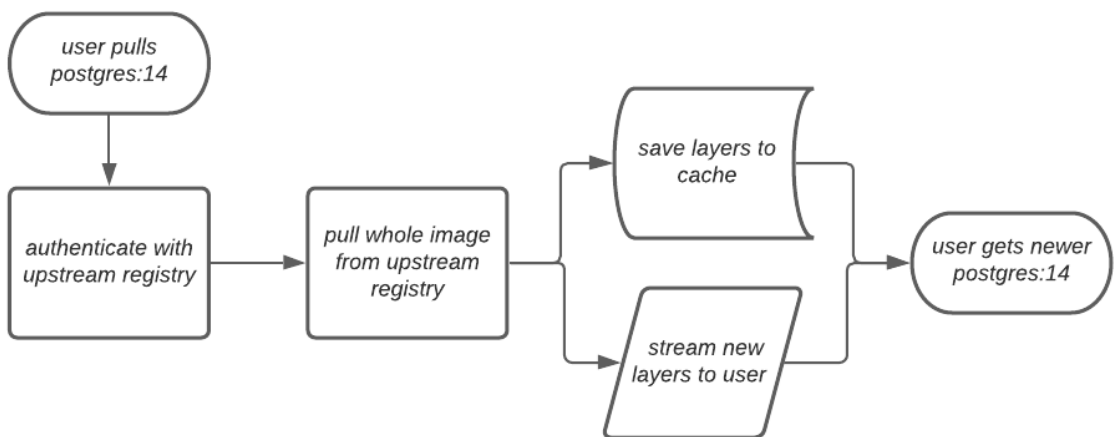 user pulls
postgres:14
authenticate with
upstream registry
pull whole image
from upstream
registry
save layers to
cache
stream new
layers to user
user gets newer
postgres:14